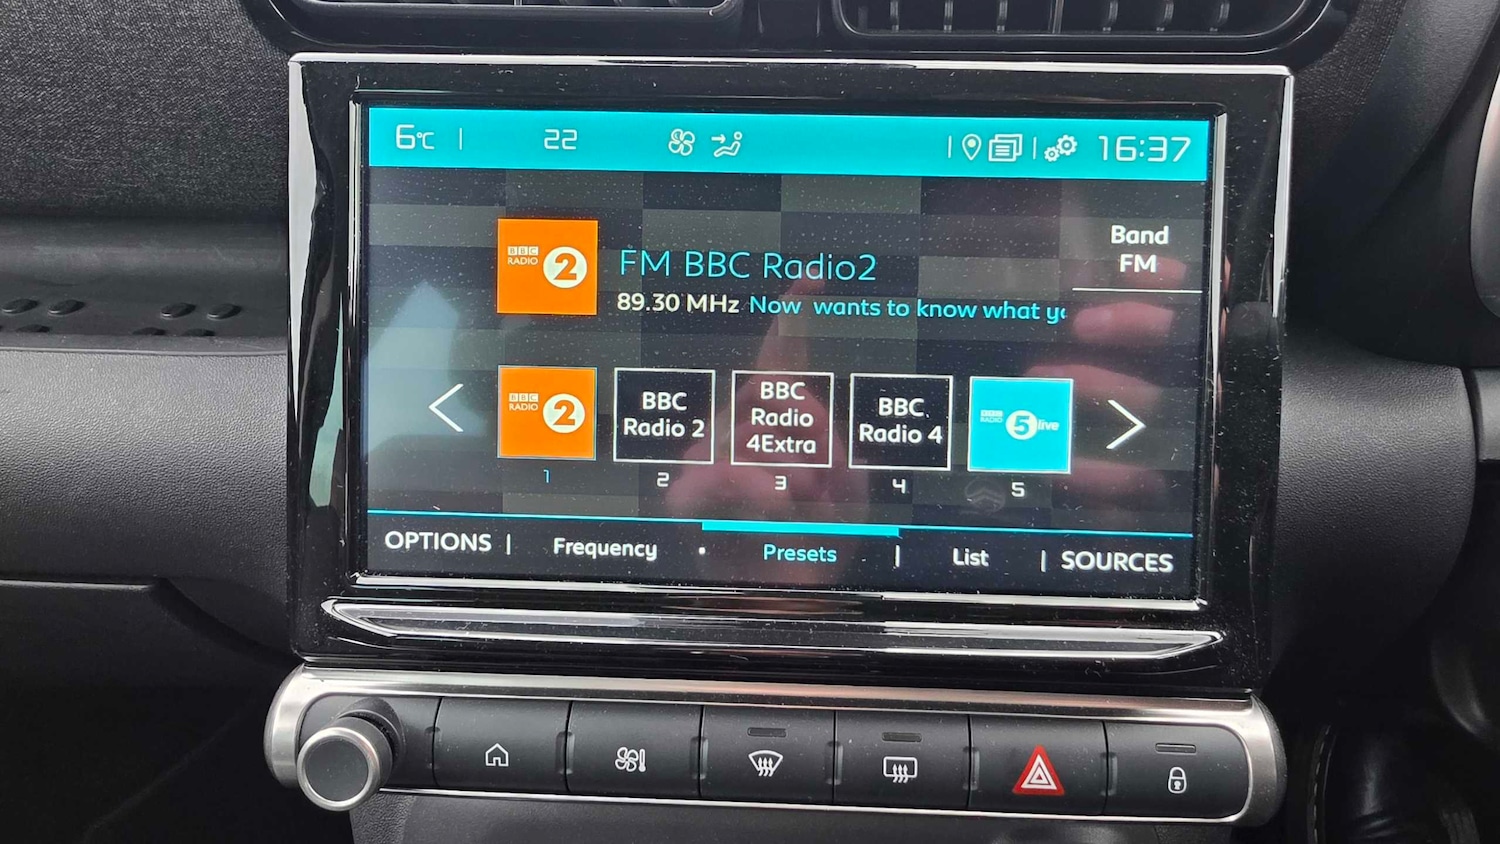 6°C | 22 | | 16:37
BBC
RADIO 2
FM BBC Radio2
89.30 MHz Now wants to know what
Band
FM
BBC
RADIO 2
BBC
Radio 2
BBC
Radio
4Extra
BBC
Radio 4
BBC
RADIO 5 live
1 2 3 4 5
OPTIONS | Frequency • Presets | List | SOURCES